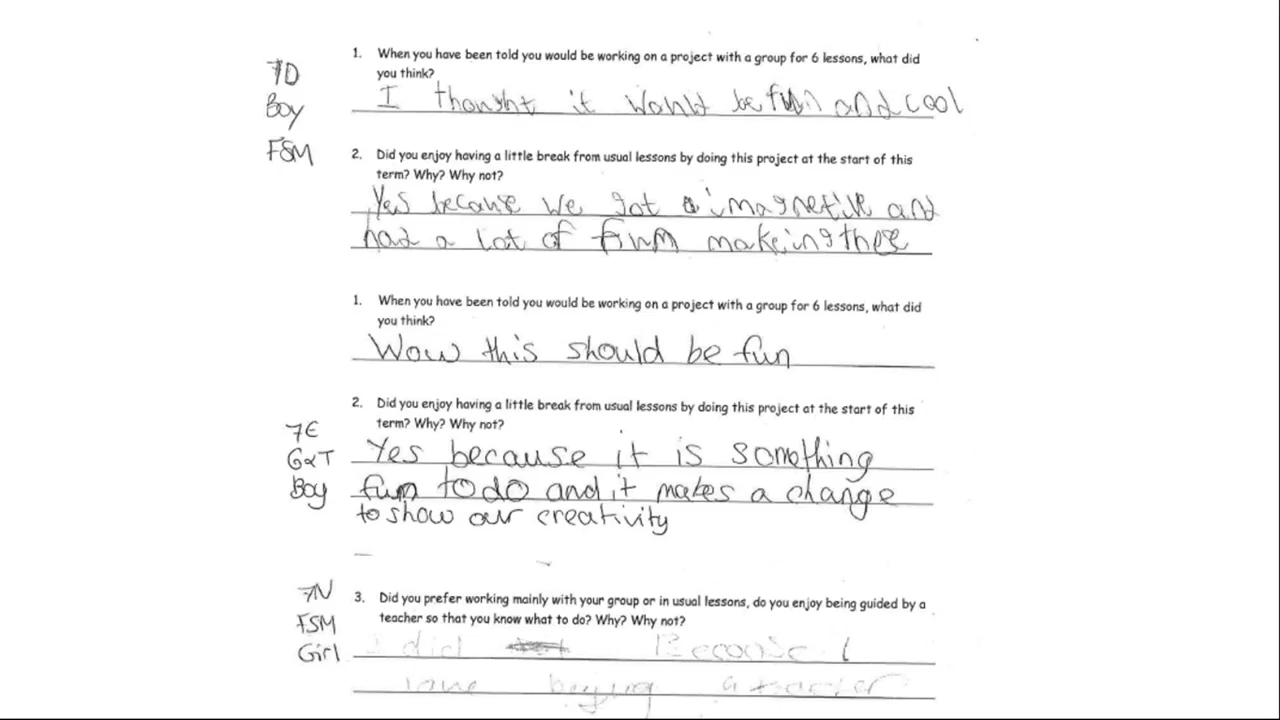 7D
Boy
FSM
1. When you have been told you would be working on a project with a group for 6 lessons, what did
you think?
I thought it would be fun and cool
2. Did you enjoy having a little break from usual lessons by doing this project at the start of this
term? Why? Why not?
Yes because we got a imagnetive and
had a lot of fun makeing
1. When you have been told you would be working on a project with a group for 6 lessons, what did
you think?
Wow this should be fun
2. Did you enjoy having a little break from usual lessons by doing this project at the start of this
term? Why? Why not?
7E
G&T
Boy
Yes because it is something
fun to do and it makes a change
to show our creativity
7N
FSM
Girl
3. Did you prefer working mainly with your group or in usual lessons, do you enjoy being guided by a
teacher so that you know what to do? Why? Why not?
I did Becouse I